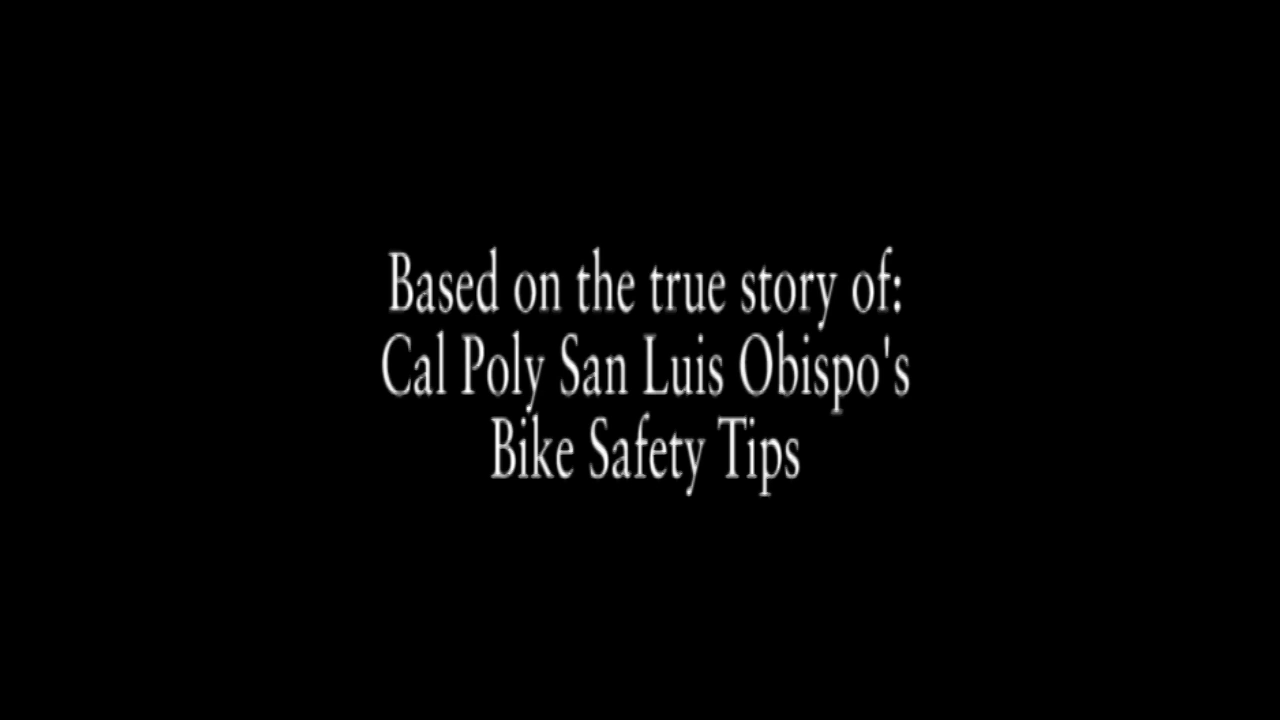 Based on the true story of:
Cal Poly San Luis Obispo's
Bike Safety Tips